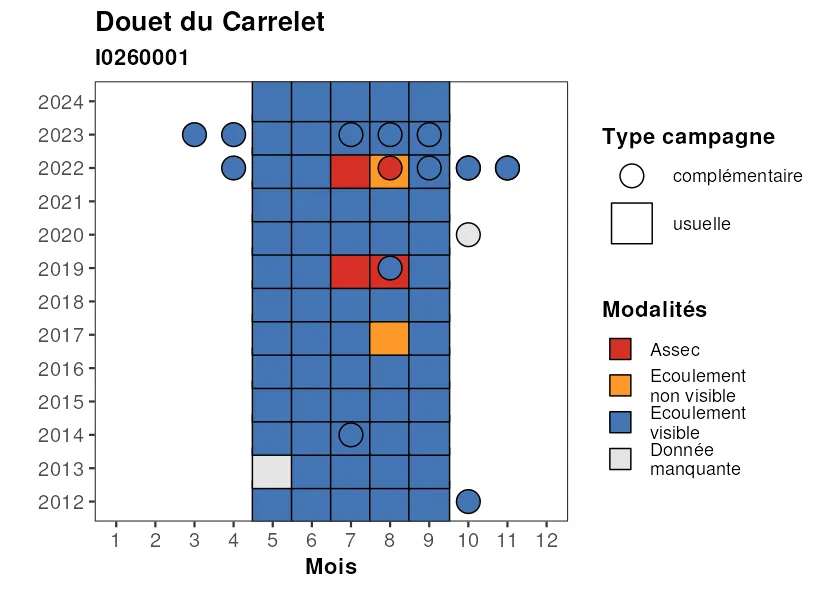 Douet du Carrelet
I0260001
2024
2023
2022
2021
2020
2019
2018
2017
2016
2015
2014
2013
2012
1 2 3 4 5 6 7 8 9 10 11 12
Mois
Type campagne
complémentaire
usuelle
Modalités
Assec
Ecoulement
non visible
Ecoulement
visible
Donnée
manquante